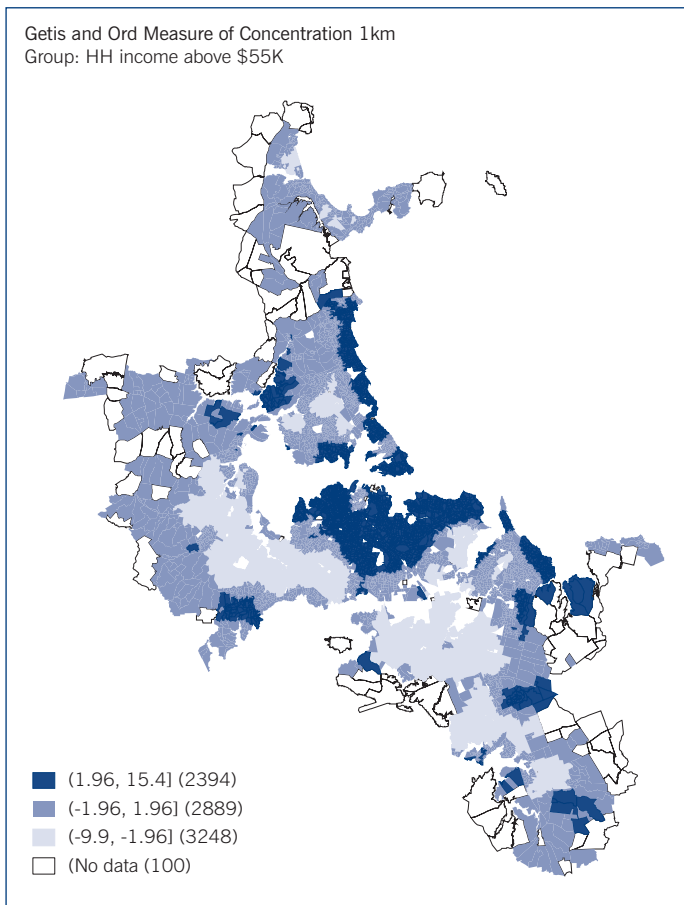 Getis and Ord Measure of Concentration 1km
Group: HH income above $55K
(1.96, 15.4] (2394)
(-1.96, 1.96] (2889)
(-9.9, -1.96] (3248)
(No data (100)